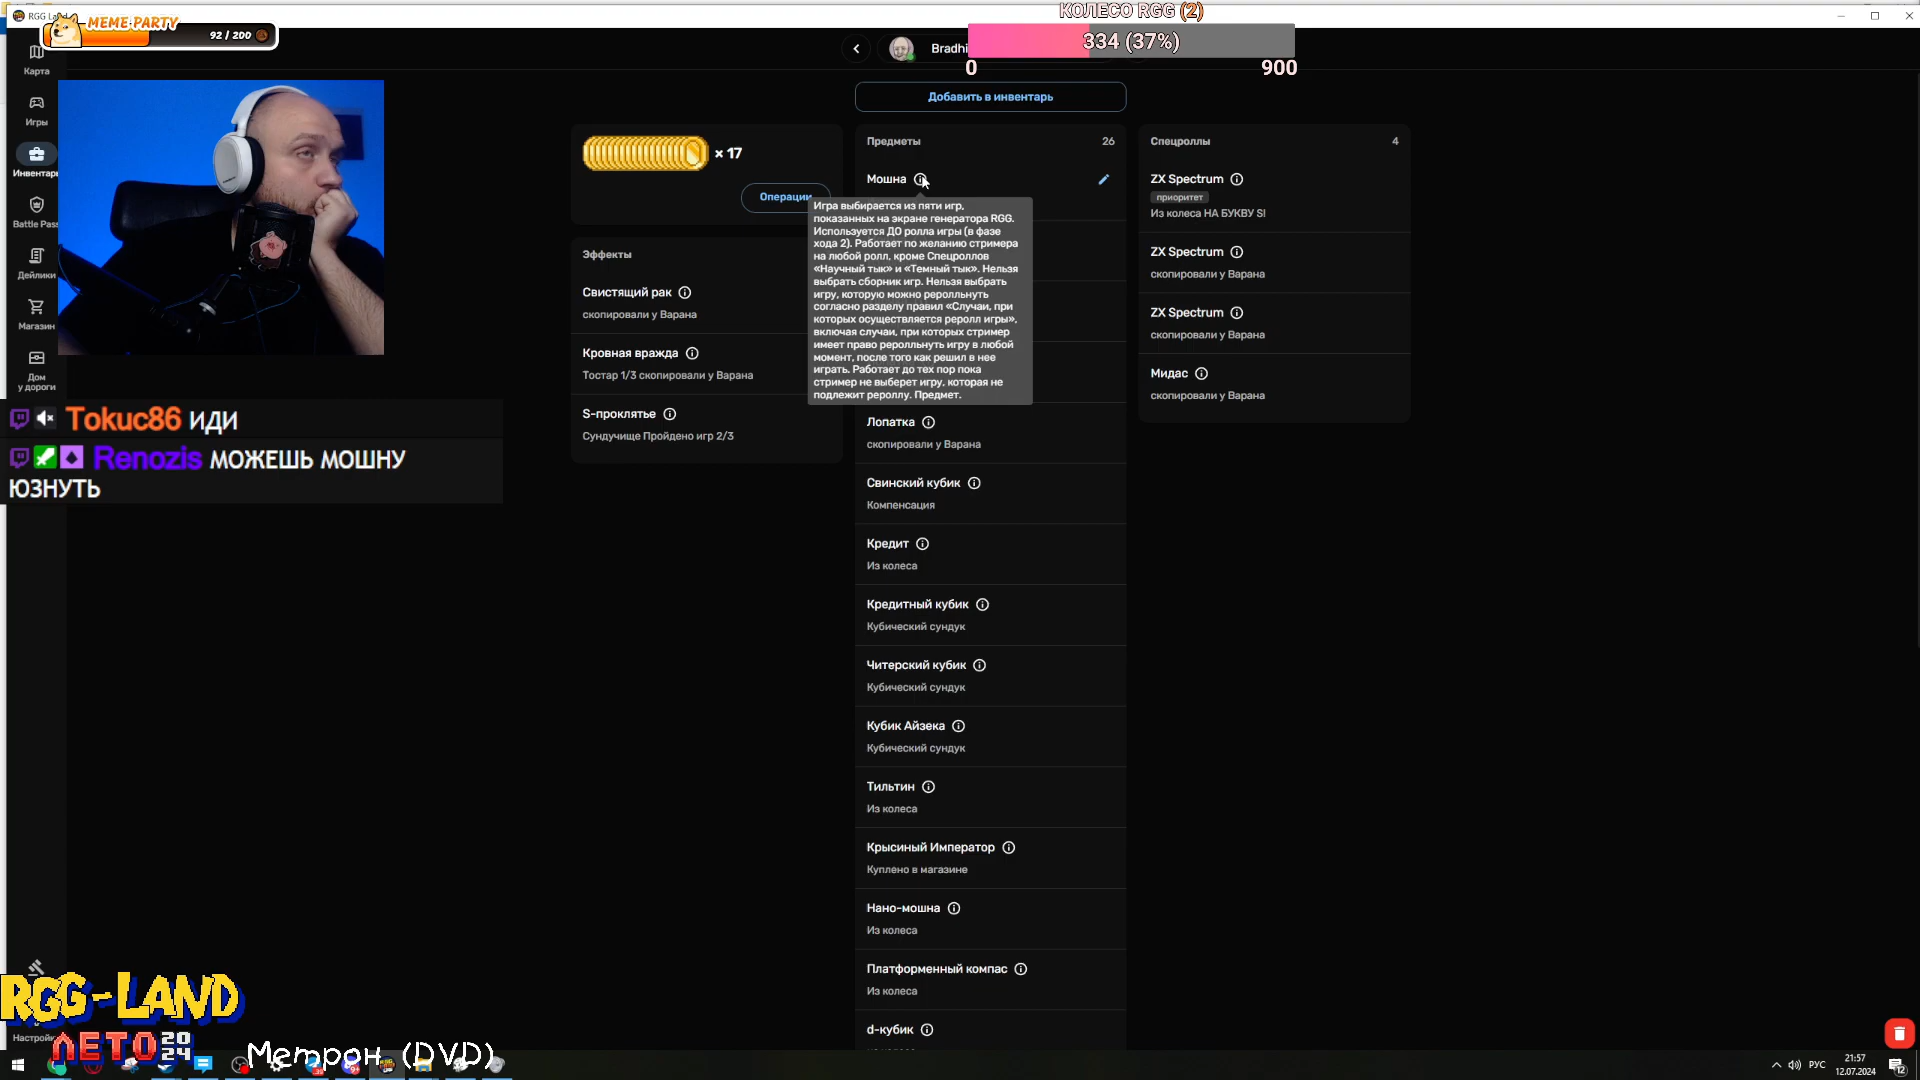 RGG Land
MEME PARTY
92 / 200
КОЛЕСО RGG (2)
334 (37%)
0
900
Bradhi
Добавить в инвентарь
Карта
Игры
Инвентарь
Battle Pass
Дейлики
Магазин
Дом
у дороги
× 17
Операции
Эффекты
Свистящий рак
скопировали у Варана
Кровная вражда
Тостар 1/3 скопировали у Варана
S-проклятье
Сундучище Пройдено игр 2/3
Предметы
26
Мошна
Игра выбирается из пяти игр,
показанных на экране генератора RGG.
Используется ДО ролла игры (в фазе
хода 2). Работает по желанию стримера
на любой ролл, кроме Спецроллов
«Научный тык» и «Темный тык». Нельзя
выбрать сборник игр. Нельзя выбрать
игру, которую можно реролльнуть
согласно разделу правил «Случаи, при
которых осуществляется реролл игры»,
включая случаи, при которых стример
имеет право рерольнуть игру в любой
момент, после того как решил в нее
играть. Работает до тех пор пока
стример не выберет игру, которая не
подлежит рероллу. Предмет.
Лопатка
скопировали у Варана
Свинский кубик
Компенсация
Кредит
Из колеса
Кредитный кубик
Кубический сундук
Читерский кубик
Кубический сундук
Кубик Айзека
Кубический сундук
Тильтин
Из колеса
Крысиный Император
Куплено в магазине
Нано-мошна
Из колеса
Платформенный компас
Из колеса
d-кубик
Спецроллы
4
ZX Spectrum
приоритет
Из колеса НА БУКВУ S!
ZX Spectrum
скопировали у Варана
ZX Spectrum
скопировали у Варана
Мидас
скопировали у Варана
Tokuc86 ИДИ
Renozis МОЖЕШЬ МОШНУ
ЮЗНУТЬ
RGG-LAND
ЛЕТО 2024
Настройки
Метрон (DVD)
РУС
21:57
12.07.2024
12